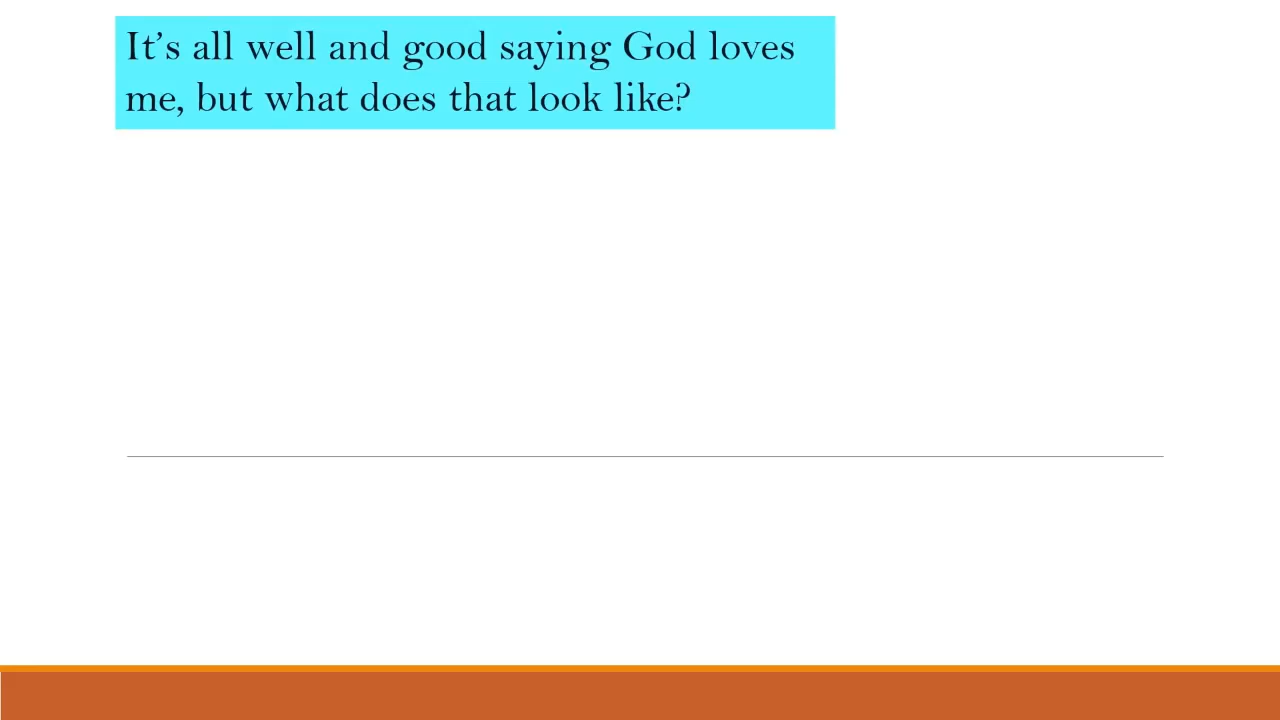 It’s all well and good saying God loves
me, but what does that look like?